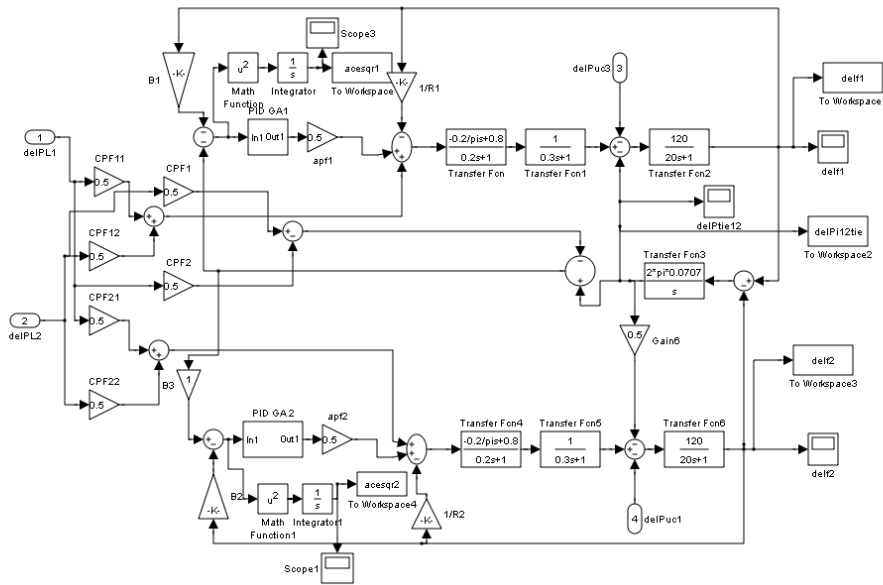 Scope3
-K-
B1
u²
Math
Function
1
s
Integrator
acesqr1
To Workspace
-K-
1/R1
delPuc3
3
delf1
To Workspace1
1
delPL1
PID GA1
In1 Out1
0.5
apf1
-0.2/pis+0.8
0.2s+1
Transfer Fcn
1
0.3s+1
Transfer Fcn1
120
20s+1
Transfer Fcn2
delf1
CPF11
0.5
CPF1
0.5
delPtie12
CPF12
0.5
delPi12tie
To Workspace2
CPF2
0.5
Transfer Fcn3
2*pi*0.0707
s
CPF21
0.5
2
delPL2
0.5
Gain6
B3
1
CPF22
0.5
delf2
To Workspace3
PID GA2
In1 Out1
apf2
0.5
Transfer Fcn4
-0.2/pis+0.8
0.2s+1
Transfer Fcn5
1
0.3s+1
Transfer Fcn6
120
20s+1
delf2
-K-
B2
u²
Math
Function1
1
s
Integrator1
acesqr2
To Workspace4
-K-
1/R2
4
delPuc1
Scope1